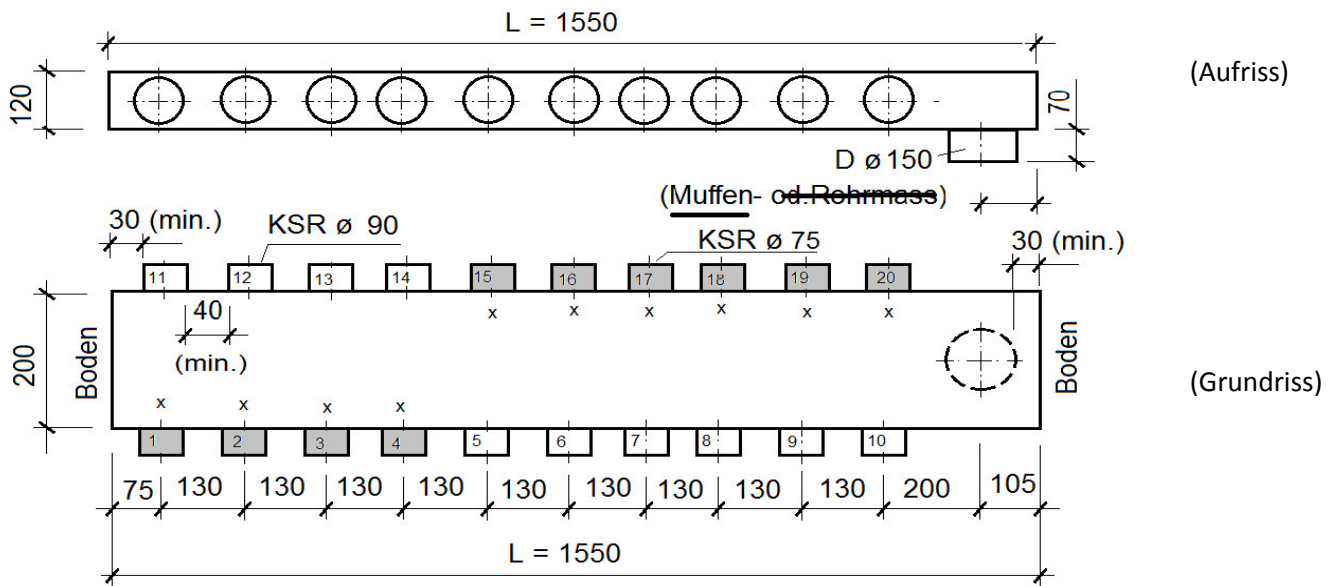 L = 1550
(Aufriss)
120
70
D ø 150
(Muffen- od.Rohrmass)
30 (min.)
KSR ø 90
KSR ø 75
30 (min.)
11 12 13 14 15 16 17 18 19 20
x x x x x x
40
(min.)
200
Boden
Boden
(Grundriss)
x x x x
1 2 3 4 5 6 7 8 9 10
75 130 130 130 130 130 130 130 130 130 200 105
L = 1550